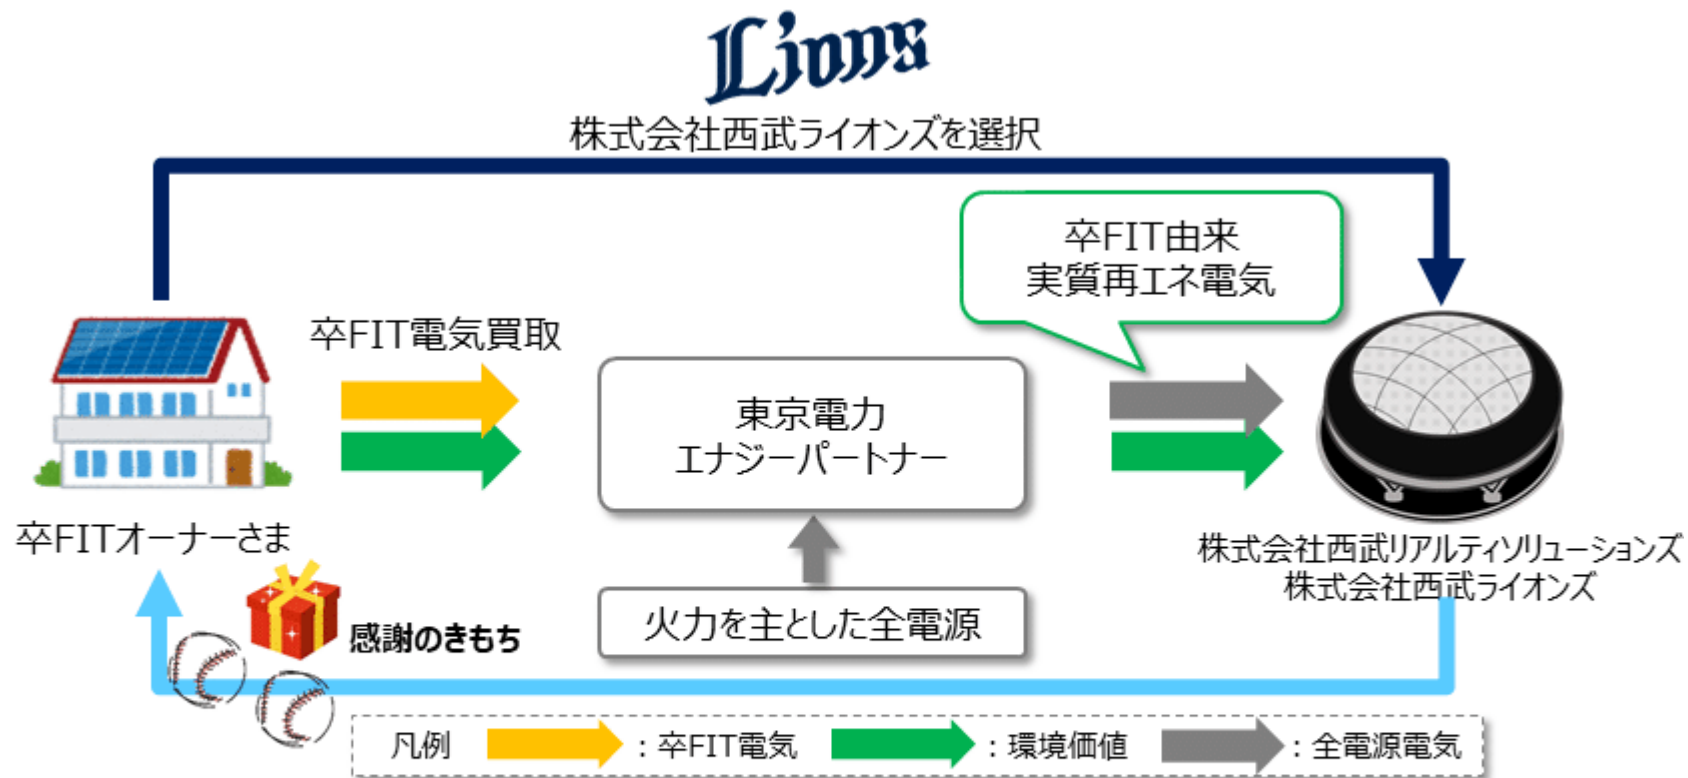 Lions
株式会社西武ライオンズを選択
卒FIT由来
実質再エネ電気
卒FIT電気買取
東京電力
エナジーパートナー
卒FITオーナーさま
株式会社西武リアルティソリューションズ
株式会社西武ライオンズ
火力を主とした全電源
感謝のきもち
凡例 :卒FIT電気 :環境価値 :全電源電気